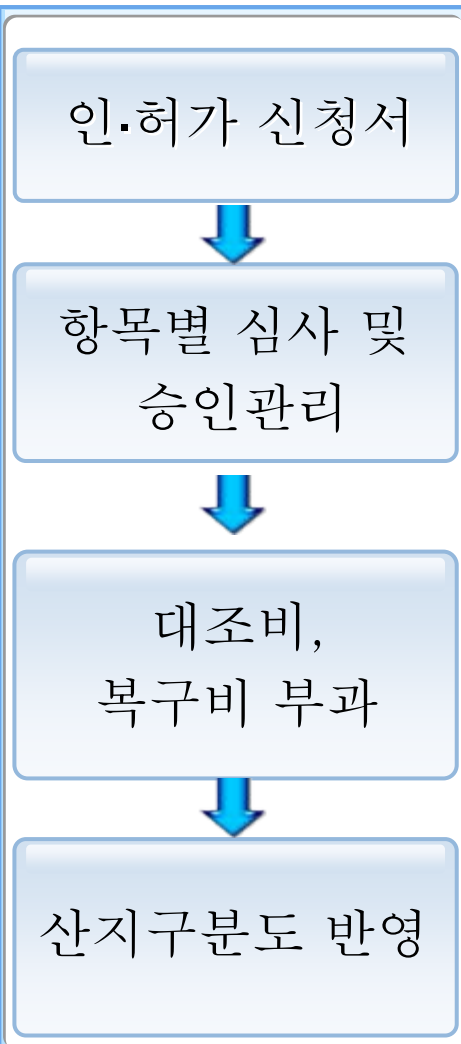 인·허가 신청서
항목별 심사 및
승인관리
대조비,
복구비 부과
산지구분도 반영